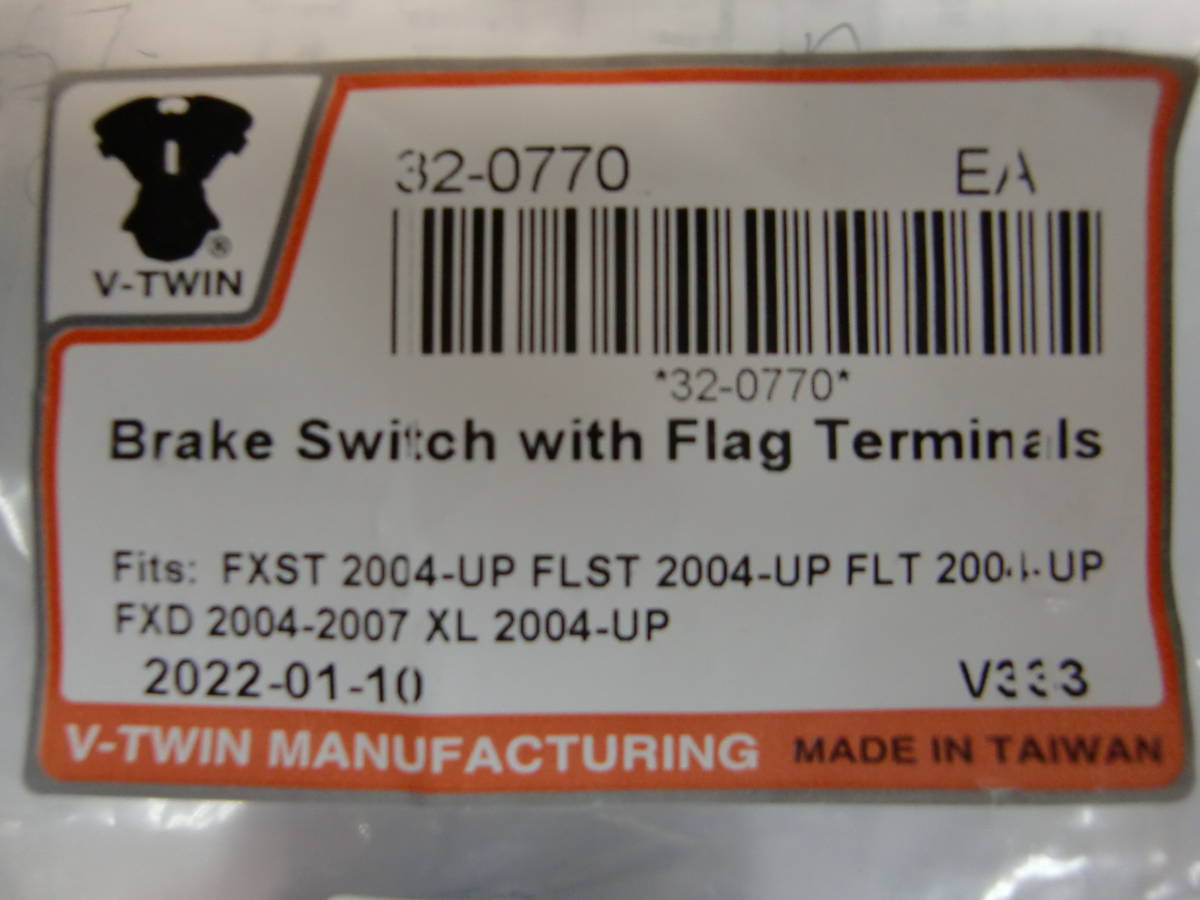 32-0770 EA
®
V-TWIN
*32-0770*
Brake Switch with Flag Terminals
Fits: FXST 2004-UP FLST 2004-UP FLT 2004-UP
FXD 2004-2007 XL 2004-UP
2022-01-10 V333
V-TWIN MANUFACTURING MADE IN TAIWAN